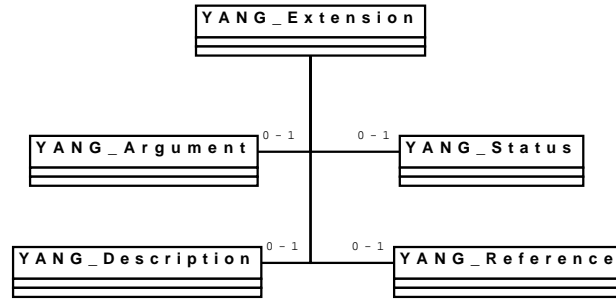 YANG_Extension
0-1 0-1
YANG_Argument YANG_Status
0-1 0-1
YANG_Description YANG_Reference